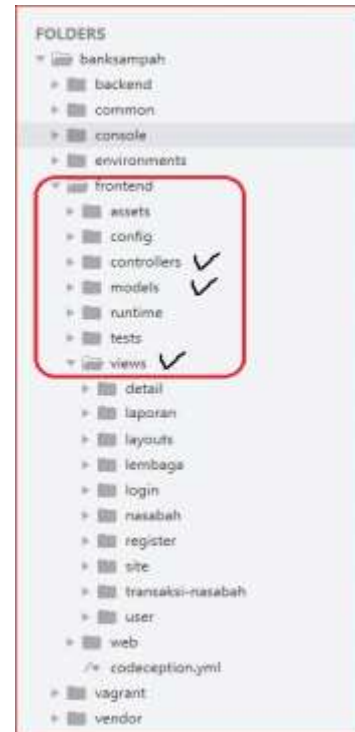 FOLDERS
banksampah
backend
common
console
environments
frontend
assets
config
controllers
models
runtime
tests
views
detail
laporan
layouts
lembaga
login
nasabah
register
site
transaksi-nasabah
user
web
/* codeception.yml
vagrant
vendor